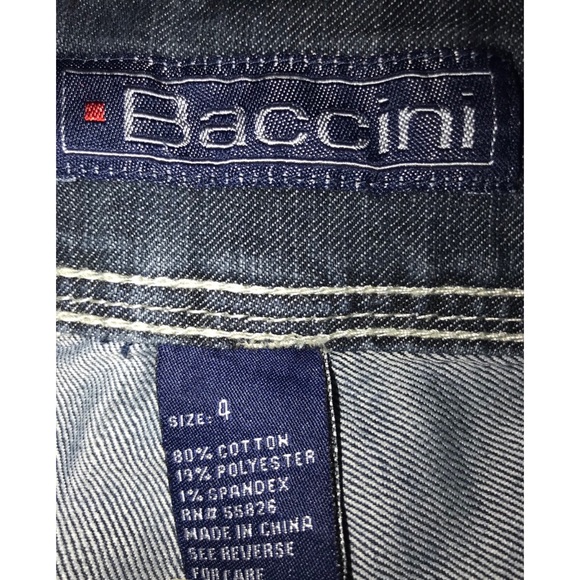 Baccini
SIZE: 4
80% COTTON
19% POLYESTER
1% SPANDEX
RN# 55826
MADE IN CHINA
SEE REVERSE
FOR CARE